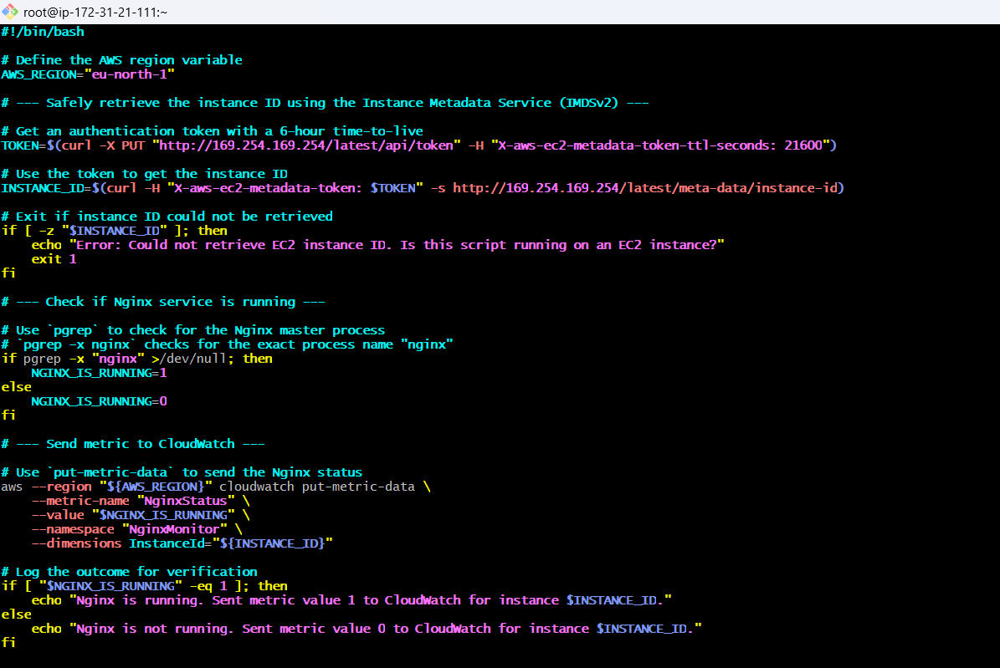 root@ip-172-31-21-111:~
#!/bin/bash
# Define the AWS region variable
AWS_REGION="eu-north-1"
# --- Safely retrieve the instance ID using the Instance Metadata Service (IMDSv2) ---
# Get an authentication token with a 6-hour time-to-live
TOKEN=$(curl -X PUT "http://169.254.169.254/latest/api/token" -H "X-aws-ec2-metadata-token-ttl-seconds: 21600")
# Use the token to get the instance ID
INSTANCE_ID=$(curl -H "X-aws-ec2-metadata-token: $TOKEN" -s http://169.254.169.254/latest/meta-data/instance-id)
# Exit if instance ID could not be retrieved
if [ -z "$INSTANCE_ID" ]; then
    echo "Error: Could not retrieve EC2 instance ID. Is this script running on an EC2 instance?"
    exit 1
fi
# --- Check if Nginx service is running ---
# Use `pgrep` to check for the Nginx master process
# `pgrep -x nginx` checks for the exact process name "nginx"
if pgrep -x "nginx" >/dev/null; then
    NGINX_IS_RUNNING=1
else
    NGINX_IS_RUNNING=0
fi
# --- Send metric to CloudWatch ---
# Use `put-metric-data` to send the Nginx status
aws --region "${AWS_REGION}" cloudwatch put-metric-data \
    --metric-name "NginxStatus" \
    --value "$NGINX_IS_RUNNING" \
    --namespace "NginxMonitor" \
    --dimensions InstanceId="${INSTANCE_ID}"
# Log the outcome for verification
if [ "$NGINX_IS_RUNNING" -eq 1 ]; then
    echo "Nginx is running. Sent metric value 1 to CloudWatch for instance $INSTANCE_ID."
else
    echo "Nginx is not running. Sent metric value 0 to CloudWatch for instance $INSTANCE_ID."
fi